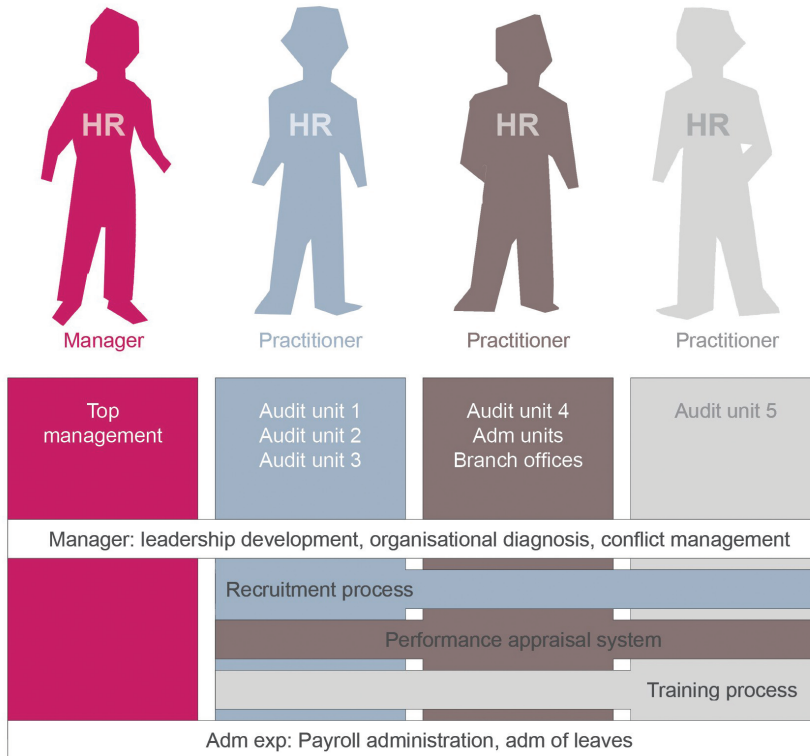 HR
HR
HR
HR
Manager
Practitioner
Practitioner
Practitioner
Top
management
Audit unit 1
Audit unit 2
Audit unit 3
Audit unit 4
Adm units
Branch offices
Audit unit 5
Manager: leadership development, organisational diagnosis, conflict management
Recruitment process
Performance appraisal system
Training process
Adm exp: Payroll administration, adm of leaves